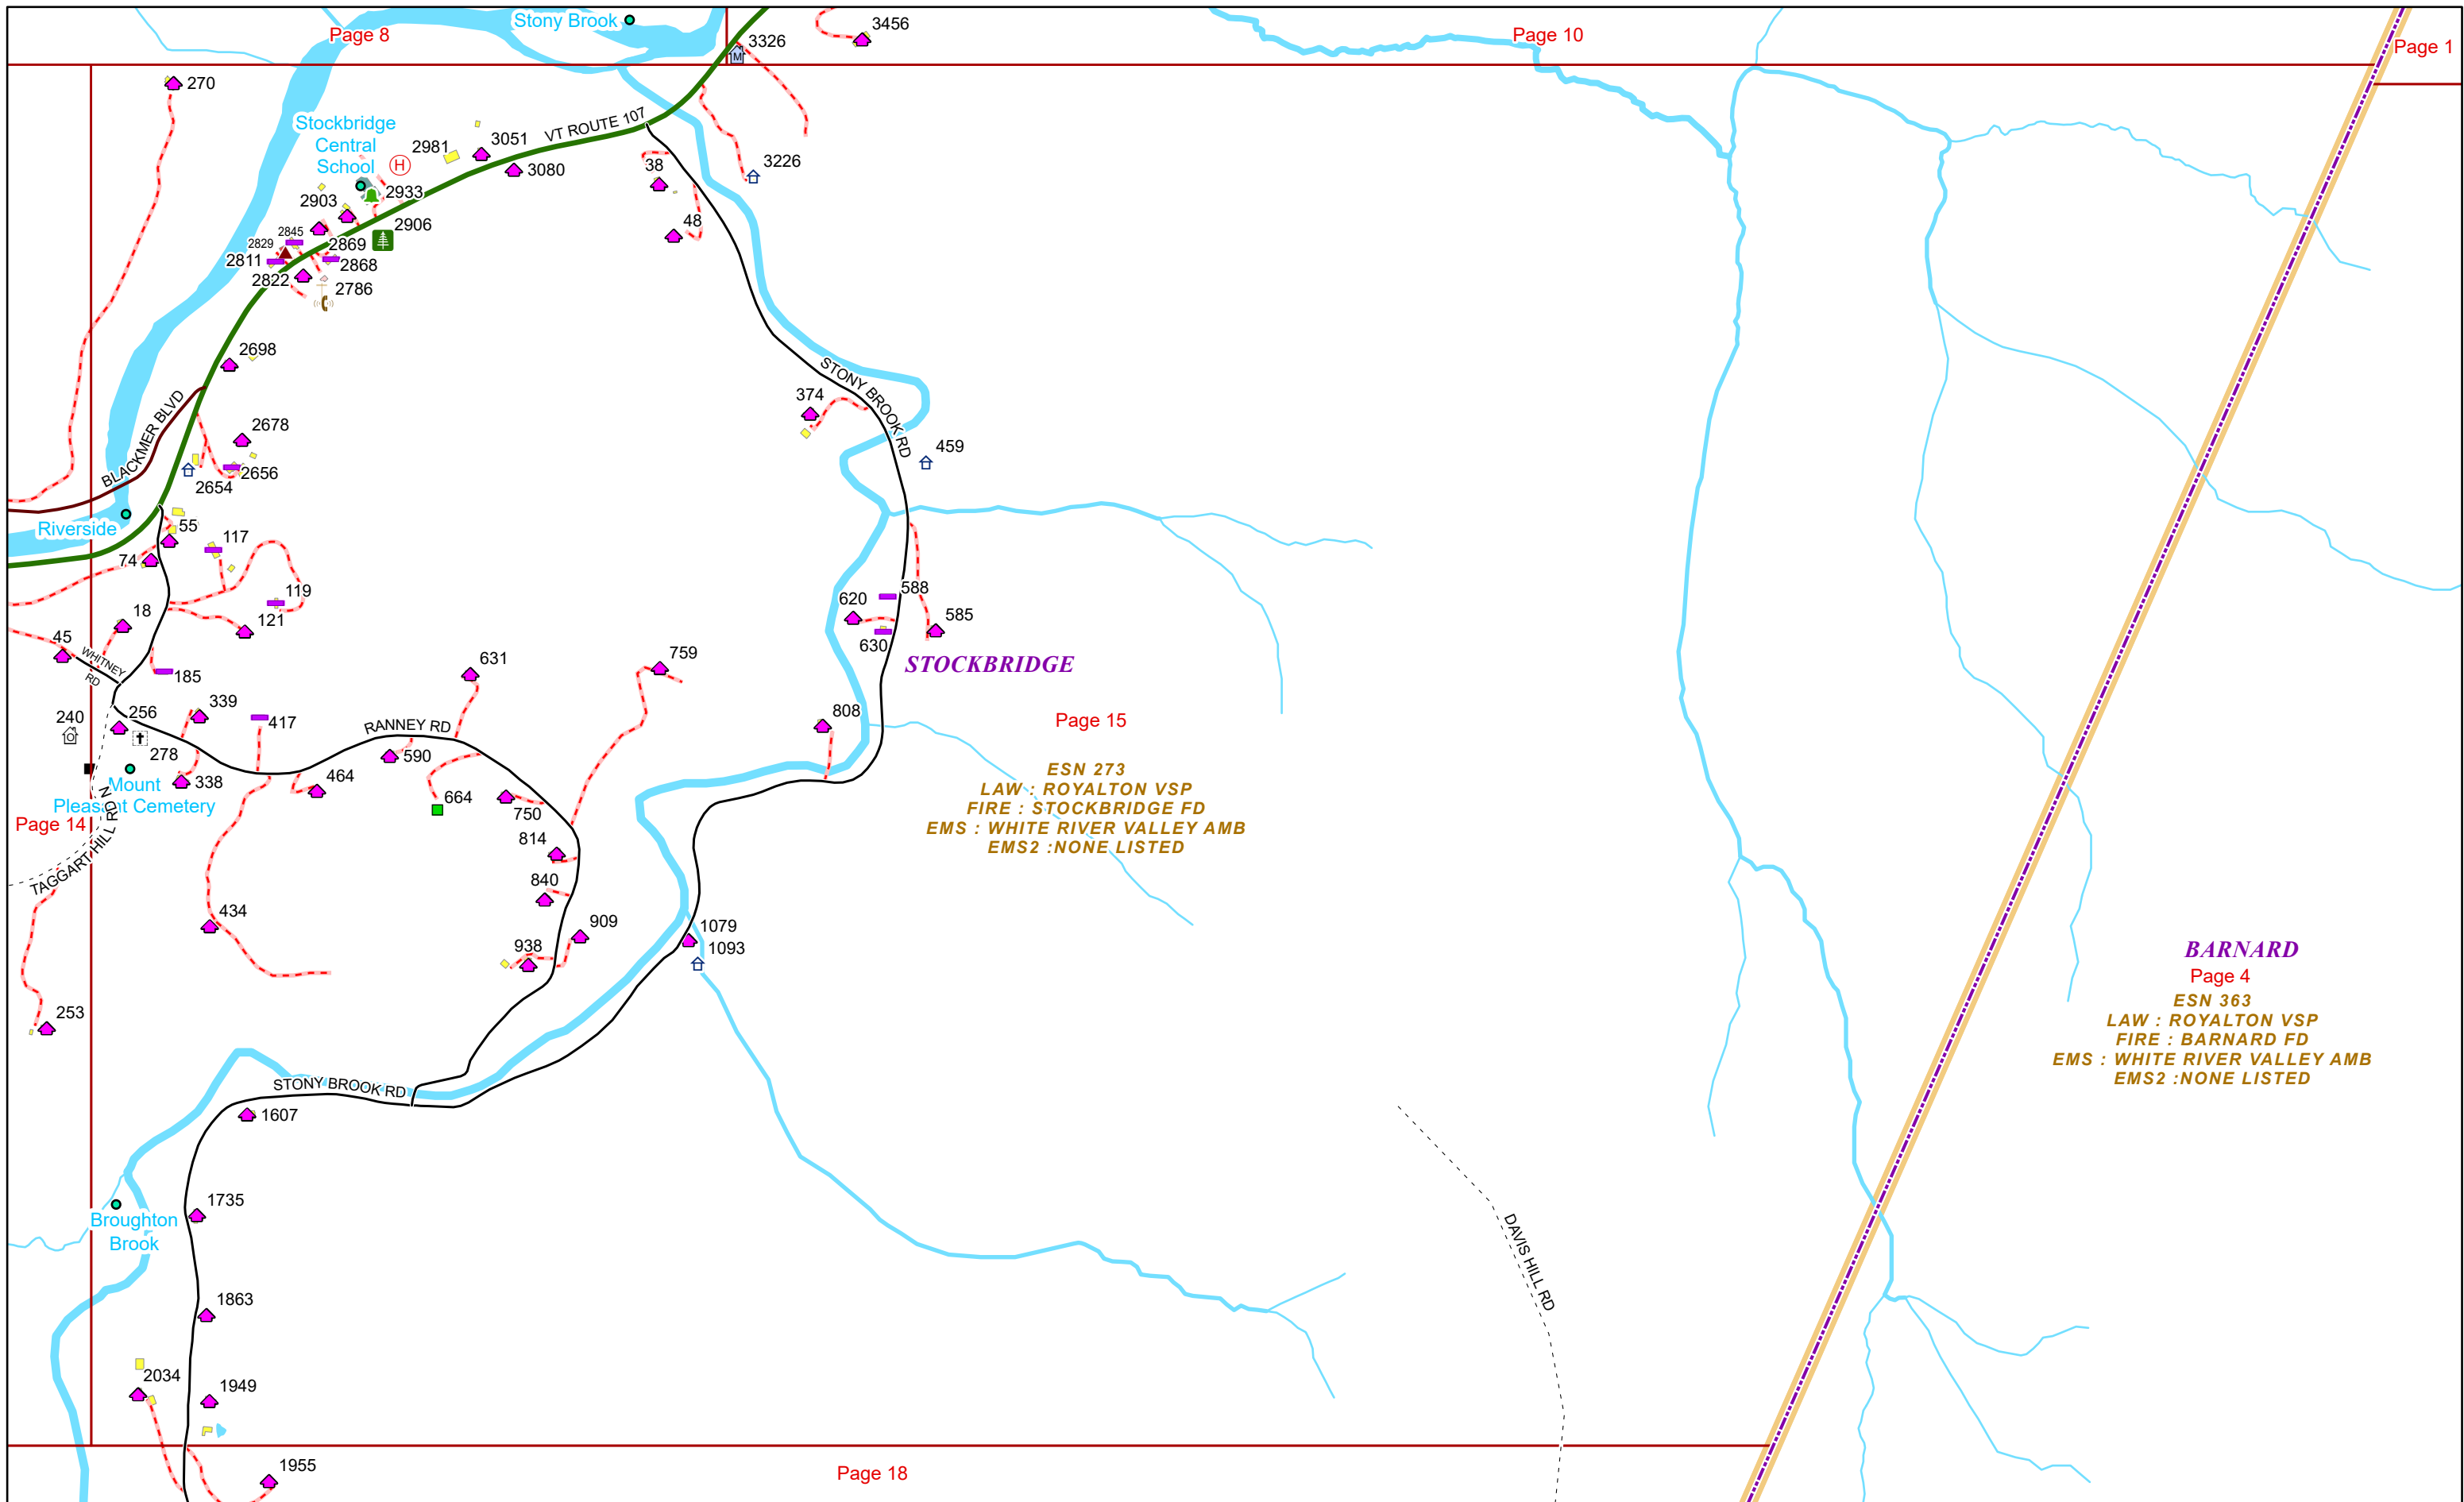 Stony Brook
3456
Page 8
3326
Page 10
Page 1
270
Stockbridge
Central
School
H
M
VT ROUTE 107
2981
3051
3080
38
3226
2933
2903
2906
48
2845
2829
2869
2811
2868
2822
2786
2698
STONY BROOK RD
374
BLACKMER BLVD
2678
459
2656
2654
Riverside
55
117
74
119
588
620
18
121
585
45
WHITNEY
RD
630
STOCKBRIDGE
631
759
185
339
256
240
417
808
Page 15
O
RANNEY RD
278
590
338
464
ESN 273
LAW : ROYALTON VSP
FIRE : STOCKBRIDGE FD
EMS : WHITE RIVER VALLEY AMB
EMS2 :NONE LISTED
Mount
Pleasant Cemetery
664
750
Page 14
TAGGART HILL RD N
814
840
434
909
1079
938
1093
BARNARD
Page 4
ESN 363
LAW : ROYALTON VSP
FIRE : BARNARD FD
EMS : WHITE RIVER VALLEY AMB
EMS2 :NONE LISTED
253
STONY BROOK RD
1607
1735
Broughton
Brook
DAVIS HILL RD
1863
2034
1949
1955
Page 18